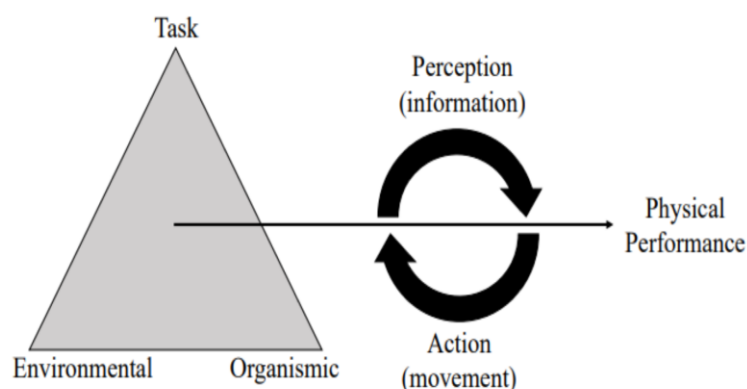 Task
Perception
(information)
Physical
Performance
Environmental
Organismic
Action
(movement)